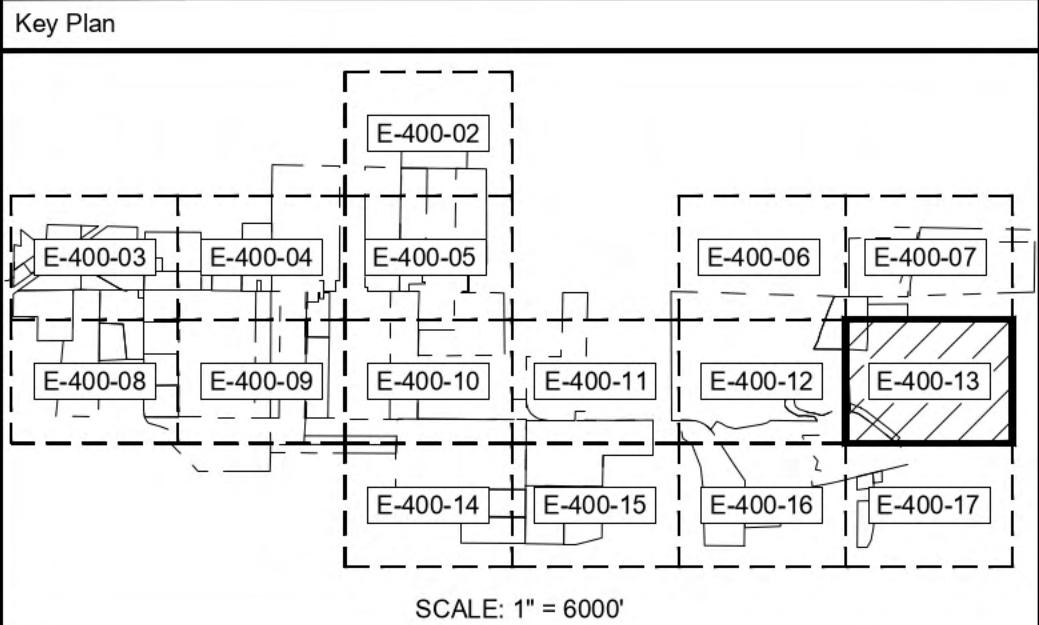 Key Plan
E-400-02
E-400-03
E-400-04
E-400-05
E-400-06
E-400-07
E-400-08
E-400-09
E-400-10
E-400-11
E-400-12
E-400-13
E-400-14
E-400-15
E-400-16
E-400-17
SCALE: 1" = 6000'